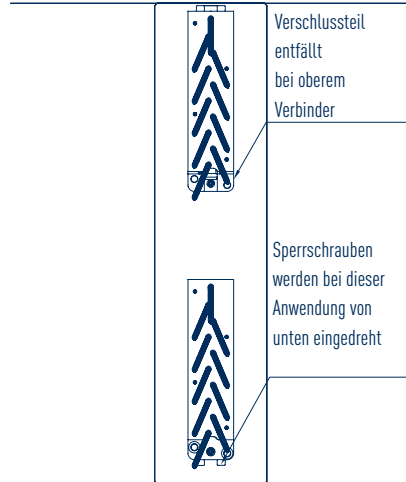 Verschlussteil
entfällt
bei oberem
Verbinder
Sperrschrauben
werden bei dieser
Anwendung von
unten eingedreht